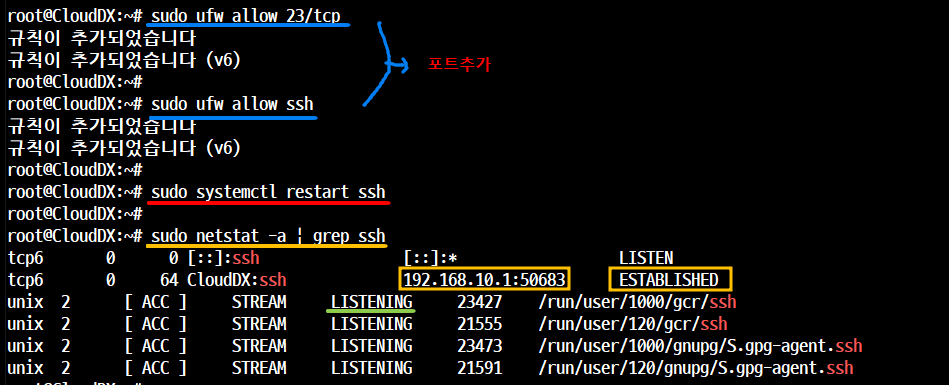 root@CloudDX:~# sudo ufw allow 23/tcp
규칙이 추가되었습니다
규칙이 추가되었습니다 (v6)
포트추가
root@CloudDX:~#
root@CloudDX:~# sudo ufw allow ssh
규칙이 추가되었습니다
규칙이 추가되었습니다 (v6)
root@CloudDX:~#
root@CloudDX:~# sudo systemctl restart ssh
root@CloudDX:~#
root@CloudDX:~# sudo netstat -a ¦ grep ssh
tcp6 0 0 [::]:ssh [::]:* LISTEN
tcp6 0 64 CloudDX:ssh 192.168.10.1:50683 ESTABLISHED
unix 2 [ ACC ] STREAM LISTENING 23427 /run/user/1000/gcr/ssh
unix 2 [ ACC ] STREAM LISTENING 21555 /run/user/120/gcr/ssh
unix 2 [ ACC ] STREAM LISTENING 23473 /run/user/1000/gnupg/S.gpg-agent.ssh
unix 2 [ ACC ] STREAM LISTENING 21591 /run/user/120/gnupg/S.gpg-agent.ssh
root@CloudDX:~#